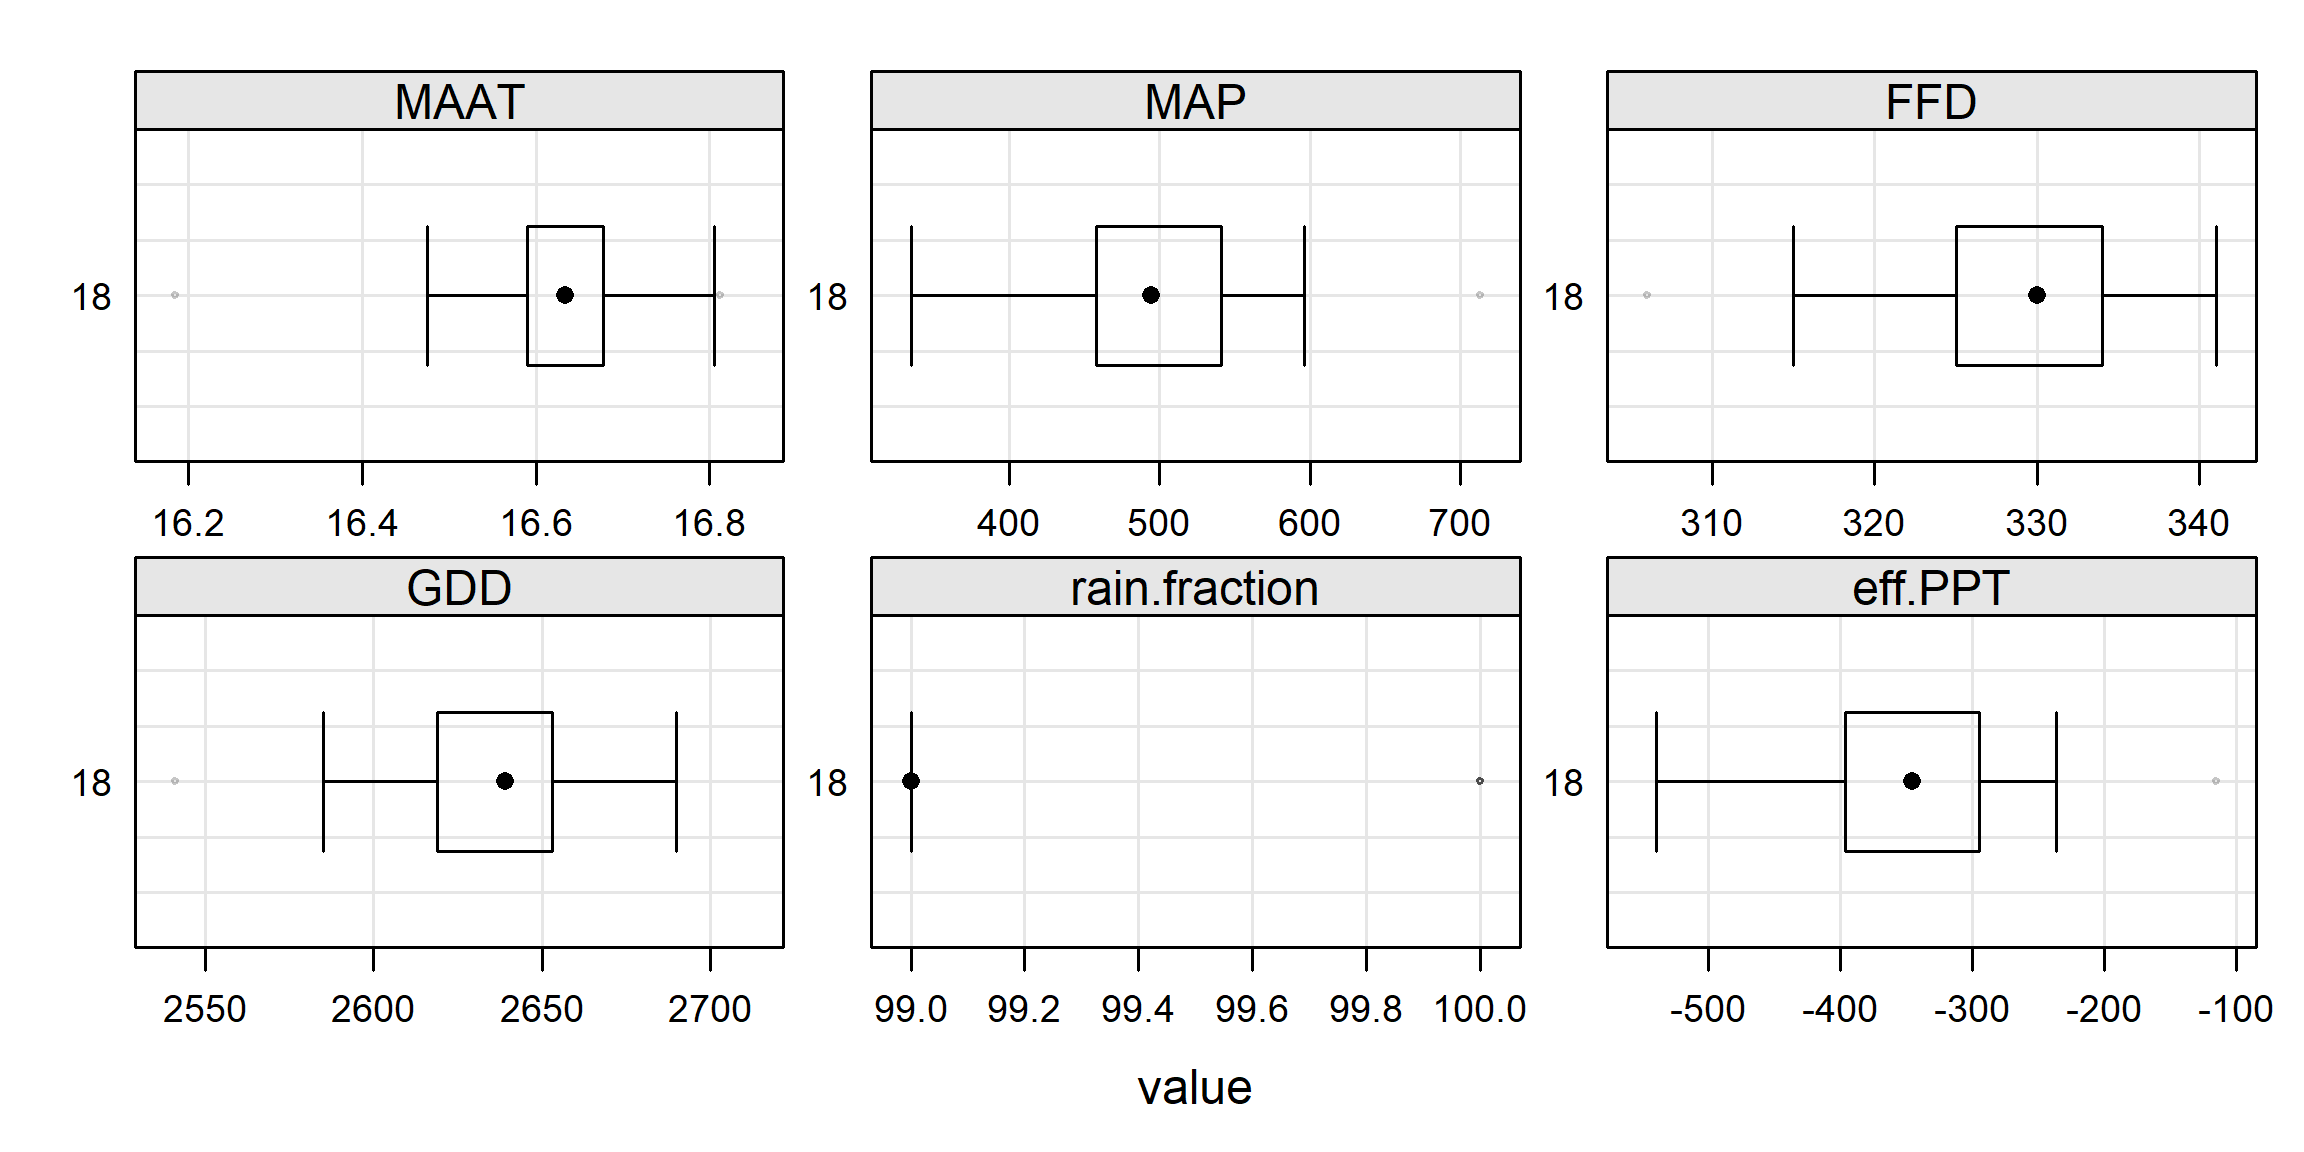 MAAT MAP FFD
18 18 18
16.2 16.4 16.6 16.8 400 500 600 700 310 320 330 340
GDD rain.fraction eff.PPT
18 18 18
2550 2600 2650 2700 99.0 99.2 99.4 99.6 99.8 100.0 -500 -400 -300 -200 -100
value